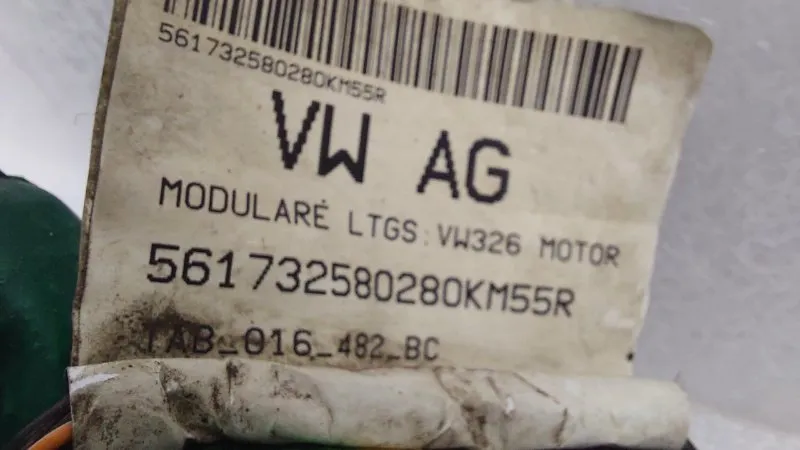 561732580280KM55R
VW AG
MODULARE LTGS.VW326 MOTOR
561732580280KM55R
TAB_016_482_BC